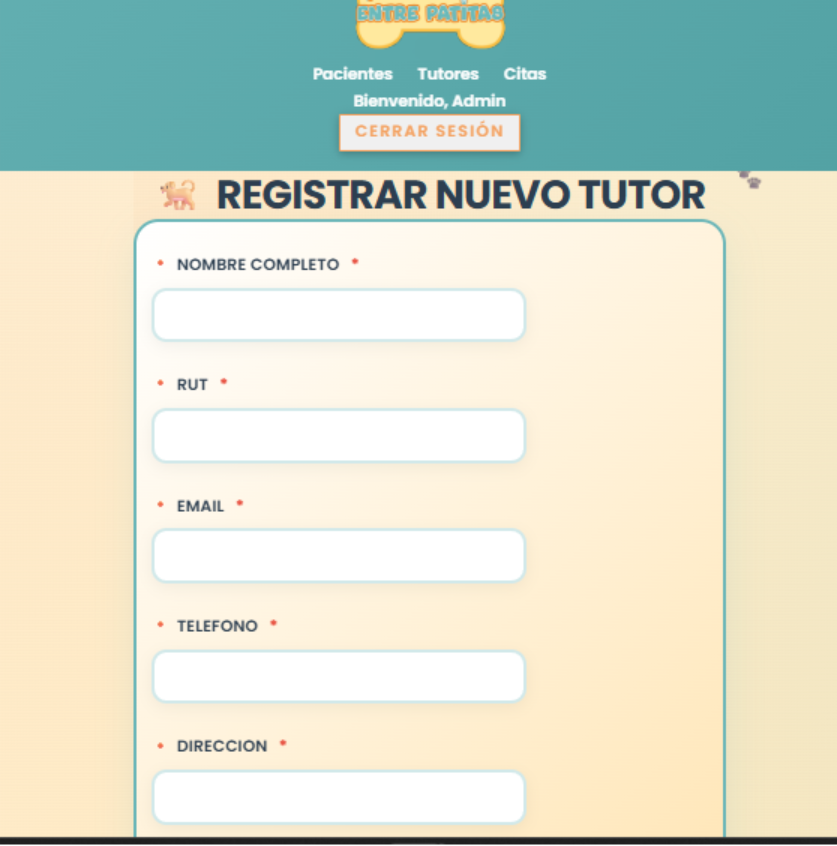 ENTRE PATITAS
Pacientes Tutores Citas
Bienvenido, Admin
CERRAR SESIÓN
REGISTRAR NUEVO TUTOR
* NOMBRE COMPLETO *
* RUT *
* EMAIL *
* TELEFONO *
* DIRECCION *